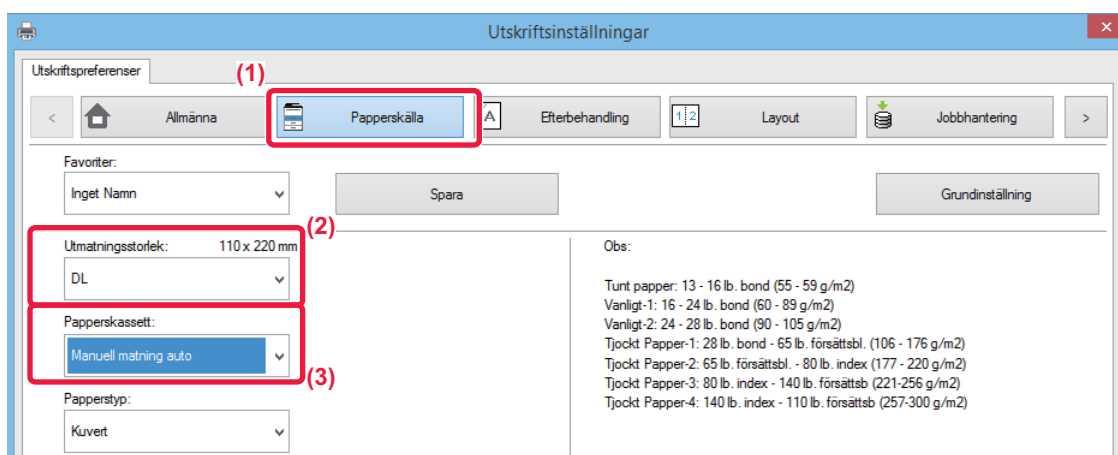 Utskriftsinställningar
Utskriftspreferenser
(1)
< Allmänna Papperskälla A Efterbehandling 1 2 Layout Jobbhantering >
Favoriter:
Inget Namn Spara Grundinställning
(2)
Utmatningsstorlek: 110 x 220 mm
DL
Papperskassett:
Manuell matning auto
(3)
Papperstyp:
Kuvert
Obs:
Tunt papper: 13 - 16 lb. bond (55 - 59 g/m2)
Vanligt-1: 16 - 24 lb. bond (60 - 89 g/m2)
Vanligt-2: 24 - 28 lb. bond (90 - 105 g/m2)
Tjockt Papper-1: 28 lb. bond - 65 lb. försättsbl. (106 - 176 g/m2)
Tjockt Papper-2: 65 lb. försättsbl. - 80 lb. index (177 - 220 g/m2)
Tjockt Papper-3: 80 lb. index - 140 lb. försättsb (221-256 g/m2)
Tjockt Papper-4: 140 lb. index - 110 lb. försättsb (257-300 g/m2)